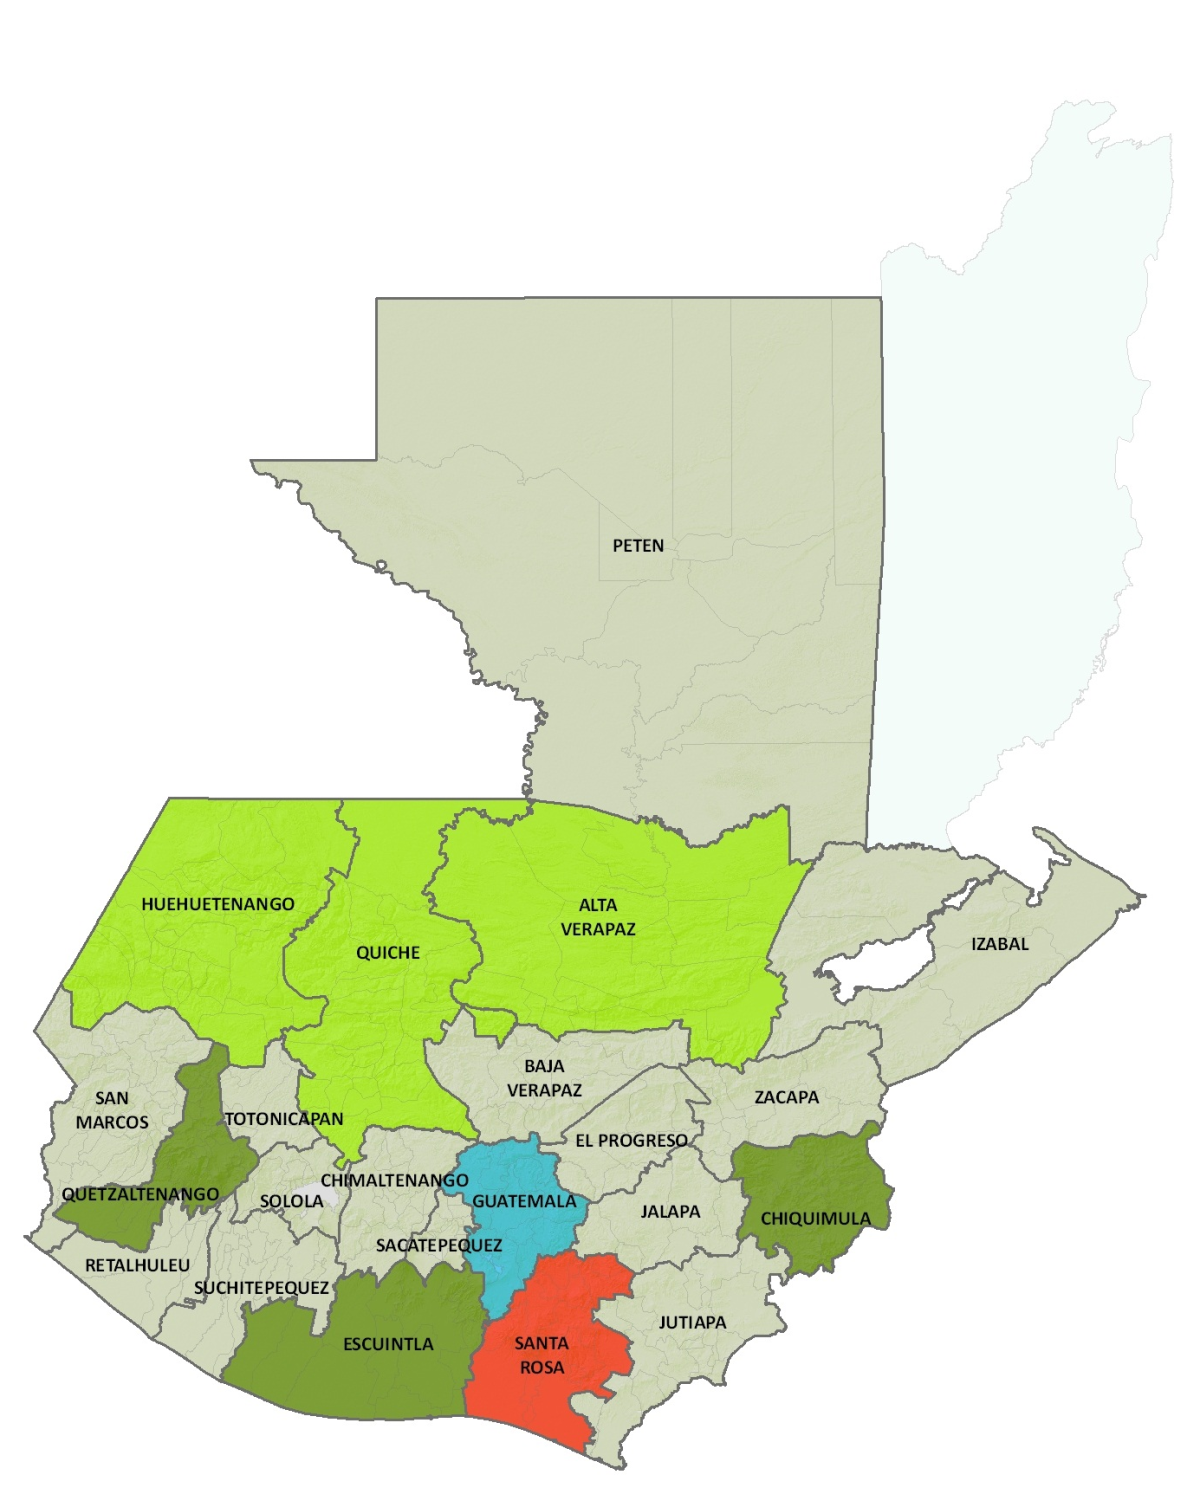 PETEN
HUEHUETENANGO
QUICHE
ALTA
VERAPAZ
IZABAL
SAN
MARCOS
TOTONICAPAN
BAJA
VERAPAZ
ZACAPA
EL PROGRESO
QUETZALTENANGO
SOLOLA
CHIMALTENANGO
GUATEMALA
JALAPA
CHIQUIMULA
RETALHULEU
SACATEPEQUEZ
SUCHITEPEQUEZ
ESCUINTLA
SANTA
ROSA
JUTIAPA